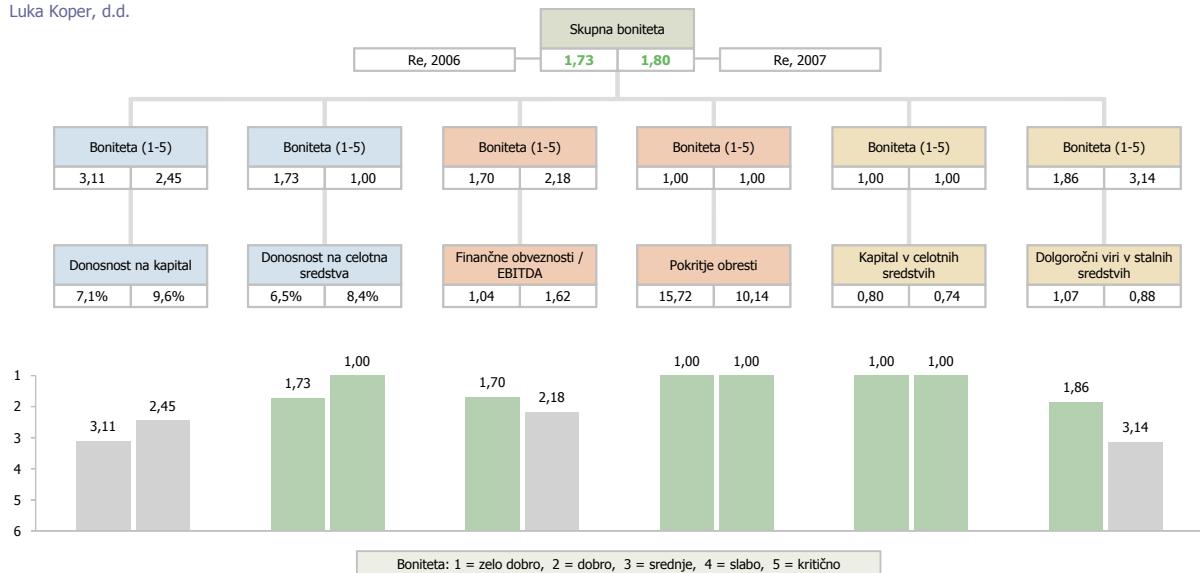 Luka Koper, d.d.
Skupna boniteta
Re, 2006 1,73 1,80 Re, 2007
Boniteta (1-5) Boniteta (1-5) Boniteta (1-5) Boniteta (1-5) Boniteta (1-5) Boniteta (1-5)
3,11 2,45 1,73 1,00 1,70 2,18 1,00 1,00 1,00 1,00 1,86 3,14
Donosnost na kapital
Donosnost na celotna
sredstva
Finančne obveznosti /
EBITDA
Pokritje obresti
Kapital v celotnih
sredstvih
Dolgoročni viri v stalnih
sredstvih
7,1% 9,6% 6,5% 8,4% 1,04 1,62 15,72 10,14 0,80 0,74 1,07 0,88
1
2
3
4
5
6
3,11 2,45
1,73 1,00
1,70 2,18
1,00 1,00
1,00 1,00
1,86 3,14
Boniteta: 1 = zelo dobro, 2 = dobro, 3 = srednje, 4 = slabo, 5 = kritično